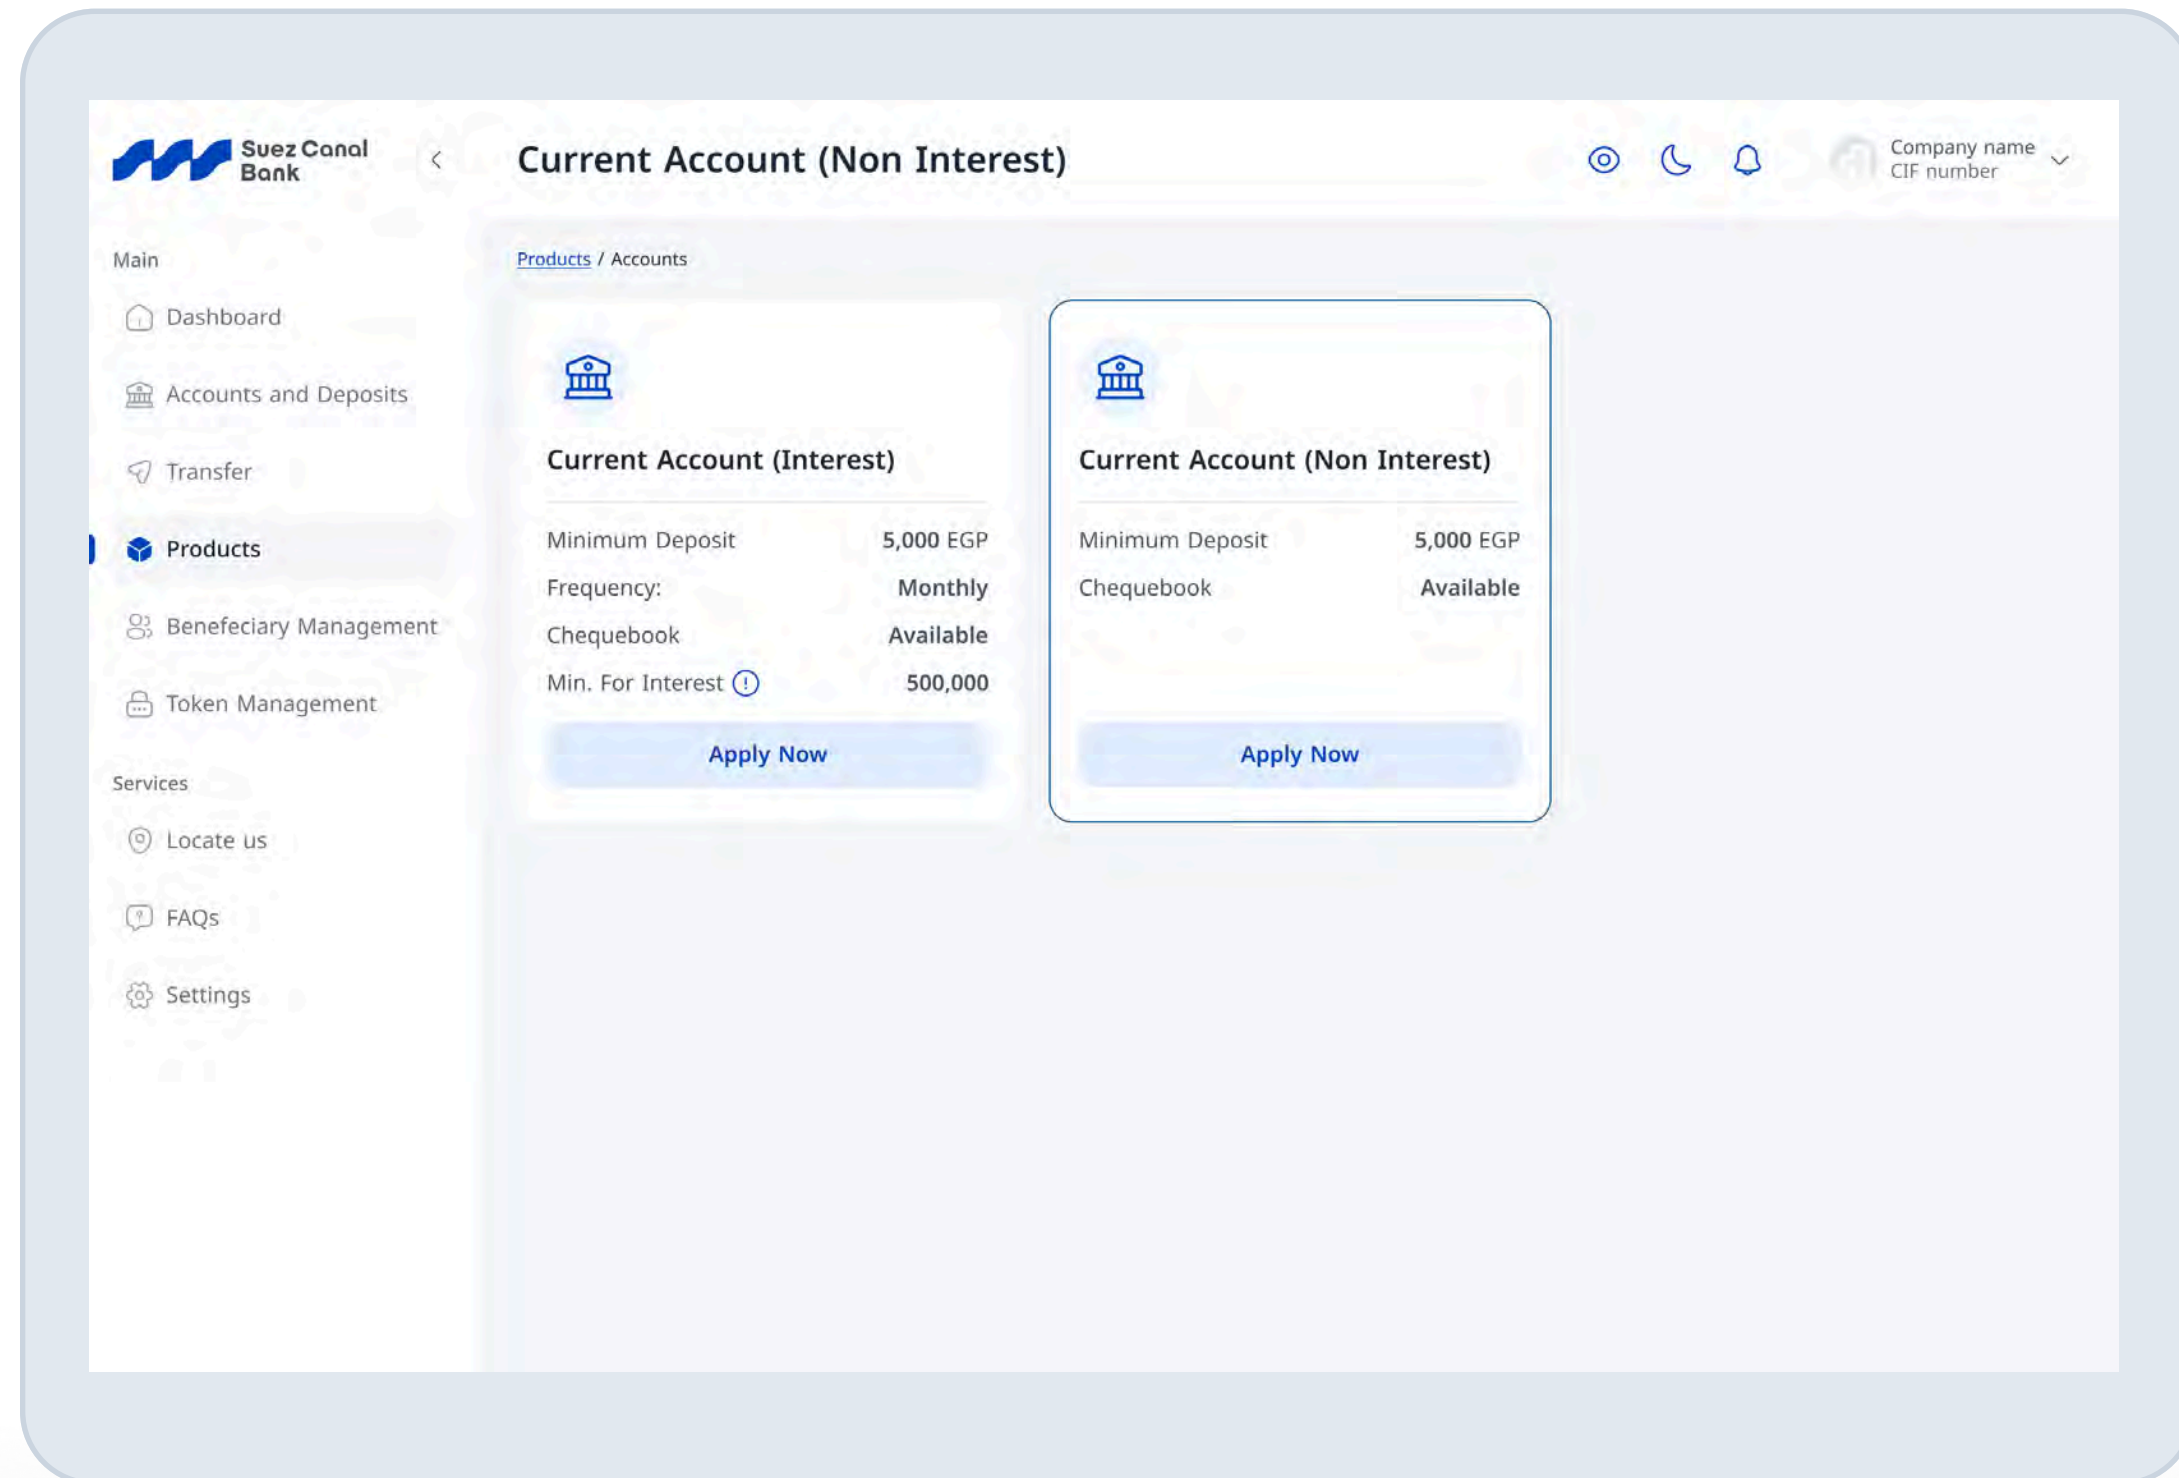 Suez Canal
Bank
Current Account (Non Interest)
Company name
CIF number
Main
Dashboard
Accounts and Deposits
Transfer
Products
Benefeciary Management
Token Management
Services
Locate us
FAQs
Settings
Products / Accounts
Current Account (Interest)
Minimum Deposit 5,000 EGP
Frequency: Monthly
Chequebook Available
Min. For Interest 500,000
Apply Now
Current Account (Non Interest)
Minimum Deposit 5,000 EGP
Chequebook Available
Apply Now